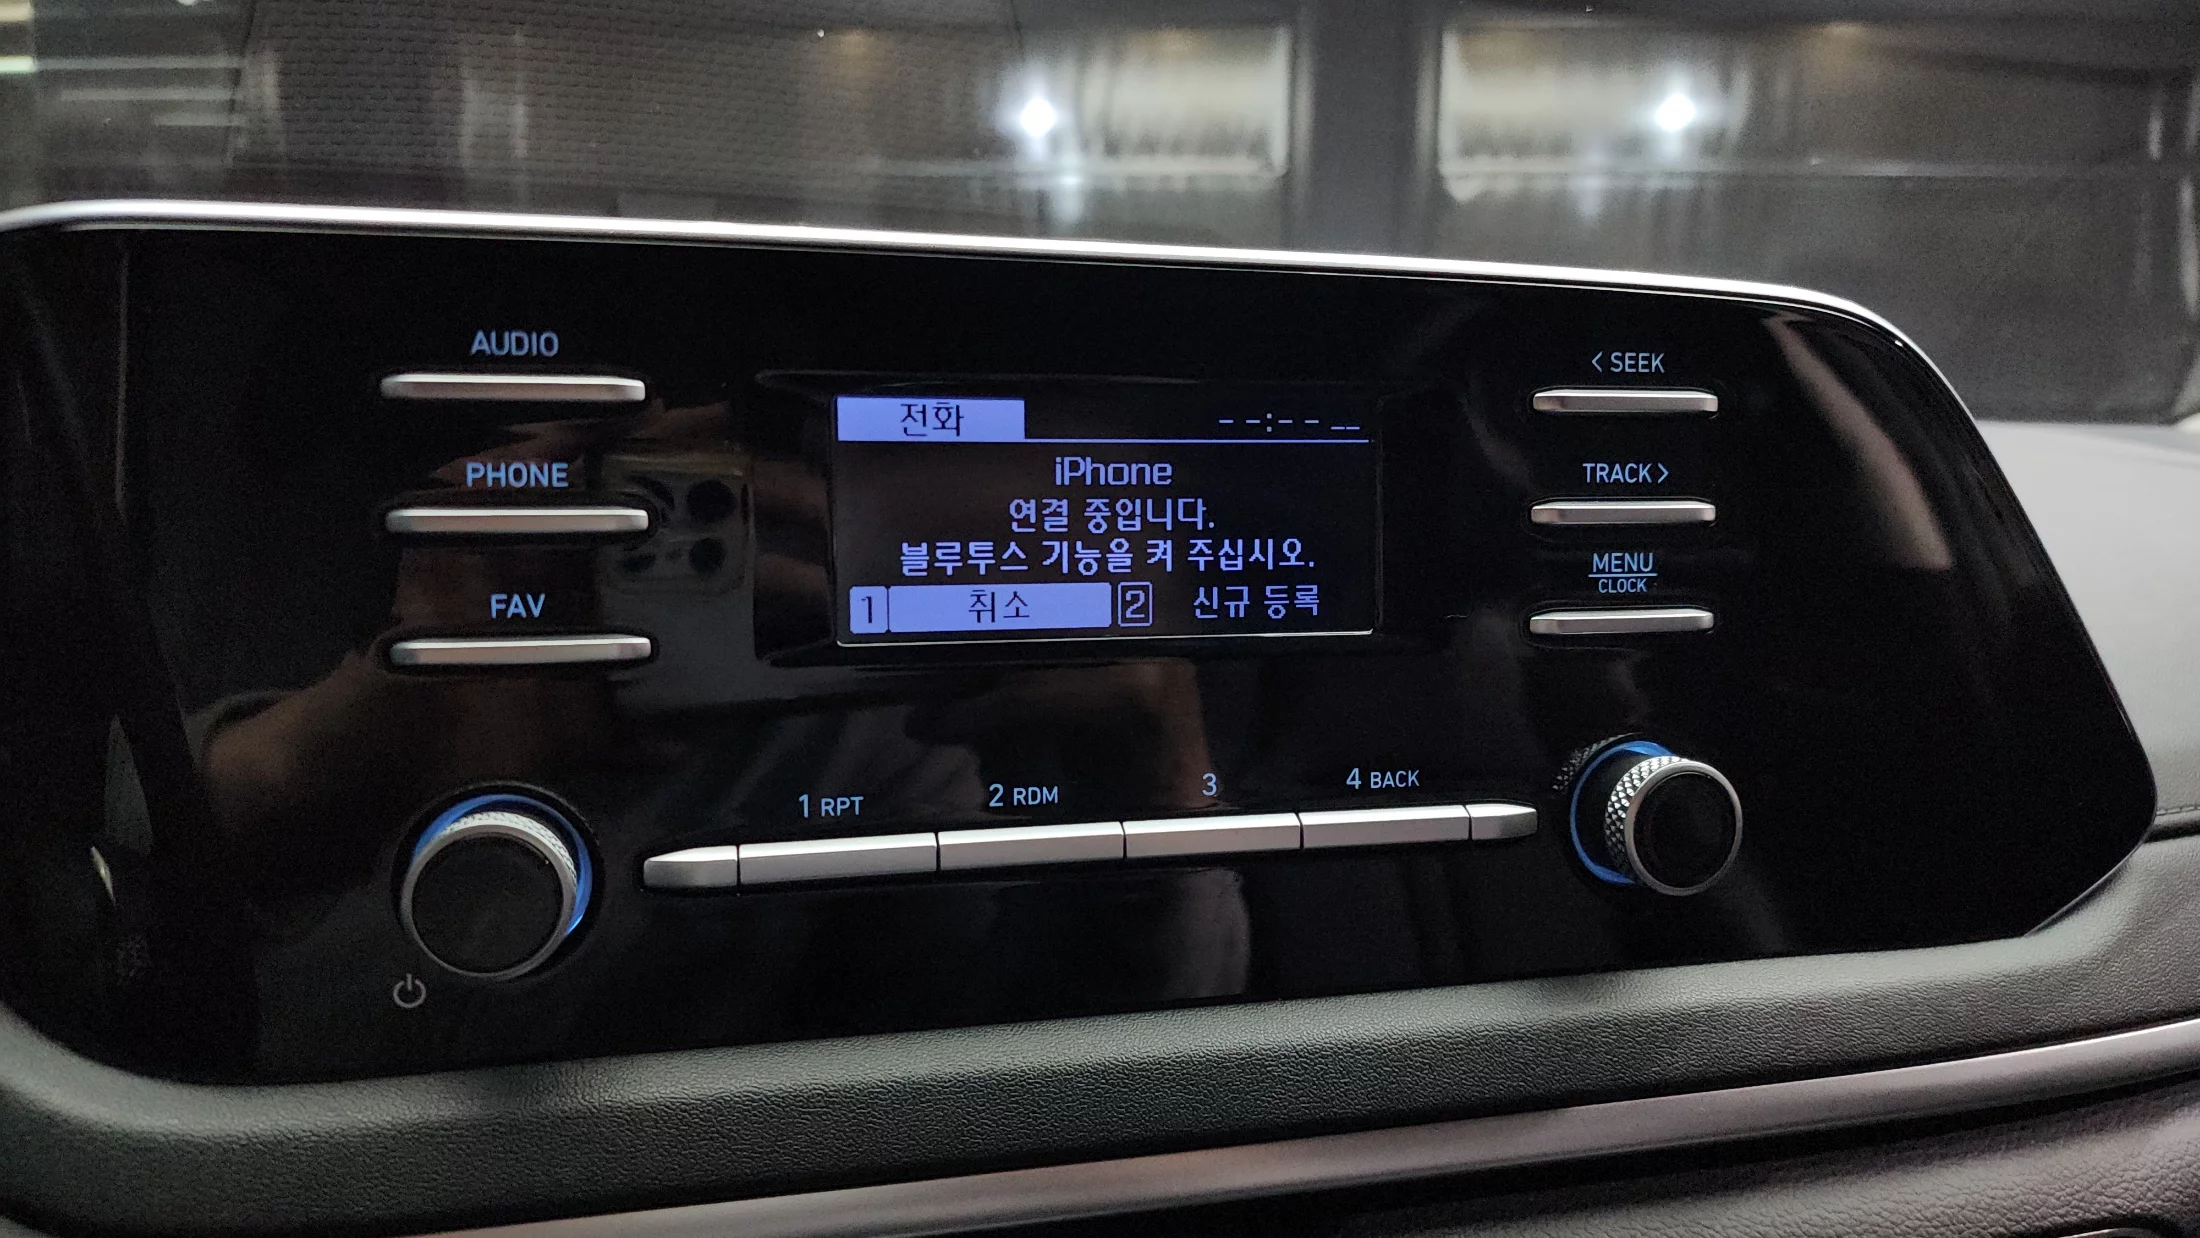 AUDIO
PHONE
FAV
전화 --:-- __
iPhone
연결 중입니다.
블루투스 기능을 켜 주십시오.
1 취소 2 신규 등록
< SEEK
TRACK >
MENU
CLOCK
1 RPT
2 RDM
3
4 BACK